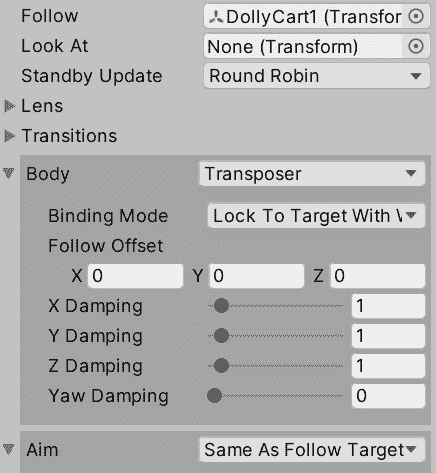 Follow DollyCart1 (Transfor
Look At None (Transform)
Standby Update Round Robin
Lens
Transitions
Body Transposer
Binding Mode Lock To Target With
Follow Offset
X 0 Y 0 Z 0
X Damping 1
Y Damping 1
Z Damping 1
Yaw Damping 0
Aim Same As Follow Target